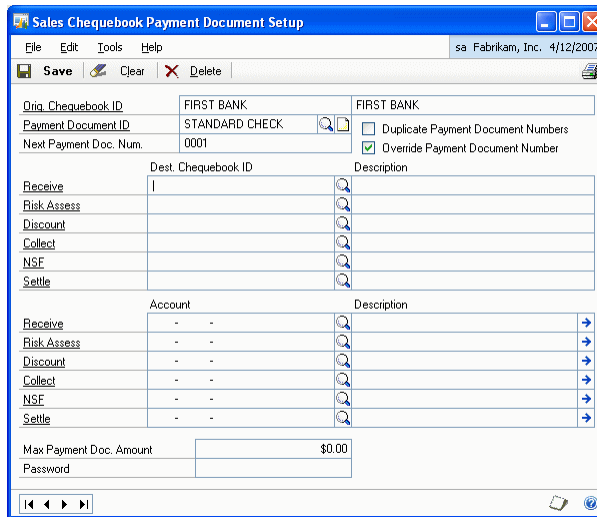 Sales Chequebook Payment Document Setup
File Edit Tools Help sa Fabrikam, Inc. 4/12/2007
Save Clear Delete
Orig. Chequebook ID FIRST BANK FIRST BANK
Payment Document ID STANDARD CHECK Duplicate Payment Document Numbers
Next Payment Doc. Num. 0001 Override Payment Document Number
Dest. Chequebook ID Description
Receive
Risk Assess
Discount
Collect
NSF
Settle
Account Description
Receive - -
Risk Assess - -
Discount - -
Collect - -
NSF - -
Settle - -
Max Payment Doc. Amount $0.00
Password